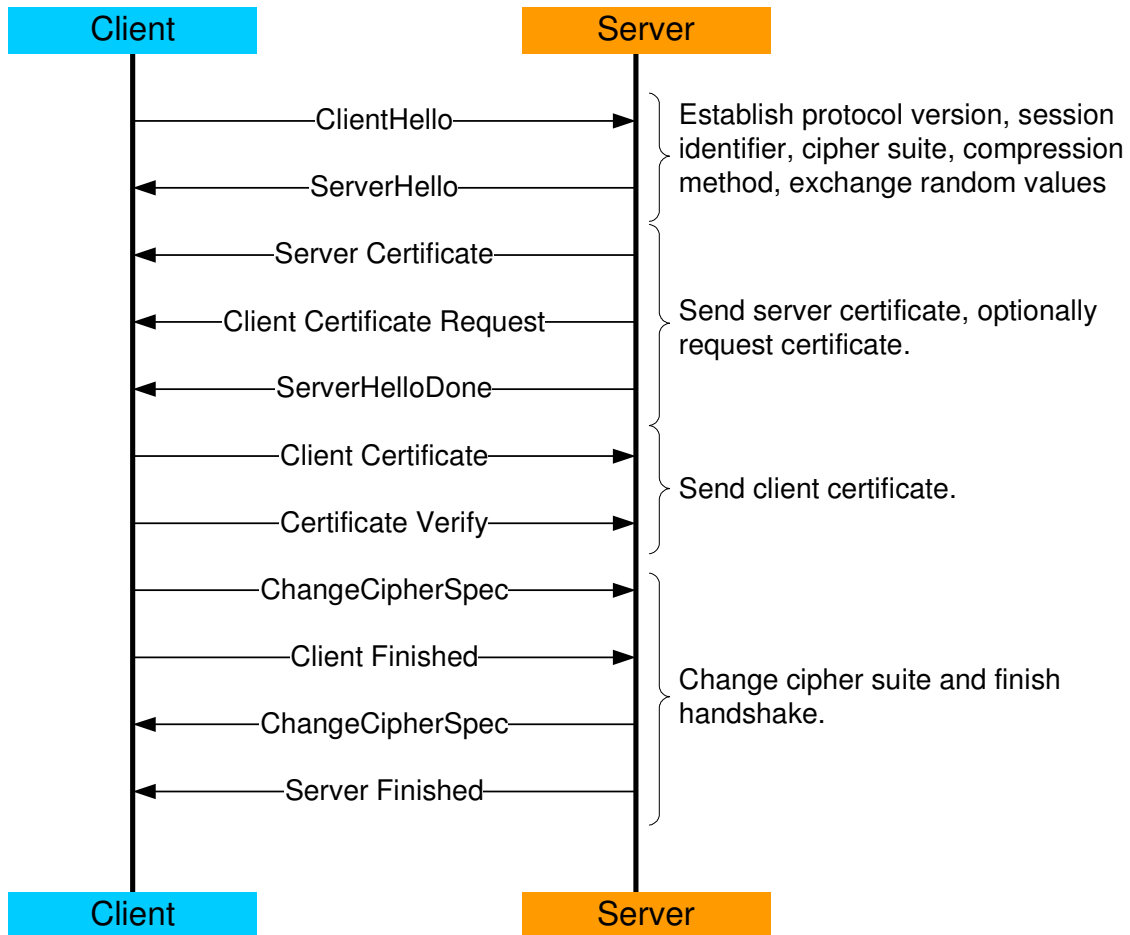 Client
Server
ClientHello
Establish protocol version, session
identifier, cipher suite, compression
method, exchange random values
ServerHello
Server Certificate
Client Certificate Request
Send server certificate, optionally
request certificate.
ServerHelloDone
Client Certificate
Send client certificate.
Certificate Verify
ChangeCipherSpec
Client Finished
Change cipher suite and finish
handshake.
ChangeCipherSpec
Server Finished
Client
Server